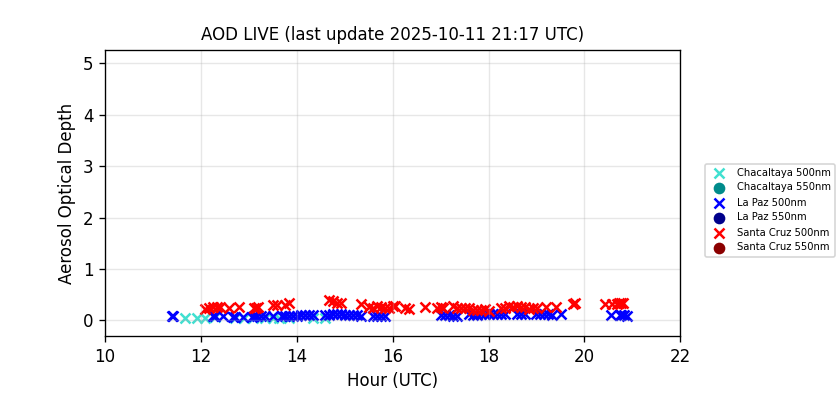 AOD LIVE (last update 2025-10-11 21:17 UTC)
Aerosol Optical Depth
5
4
3
2
1
0
10 12 14 16 18 20 22
Hour (UTC)
Chacaltaya 500nm
Chacaltaya 550nm
La Paz 500nm
La Paz 550nm
Santa Cruz 500nm
Santa Cruz 550nm